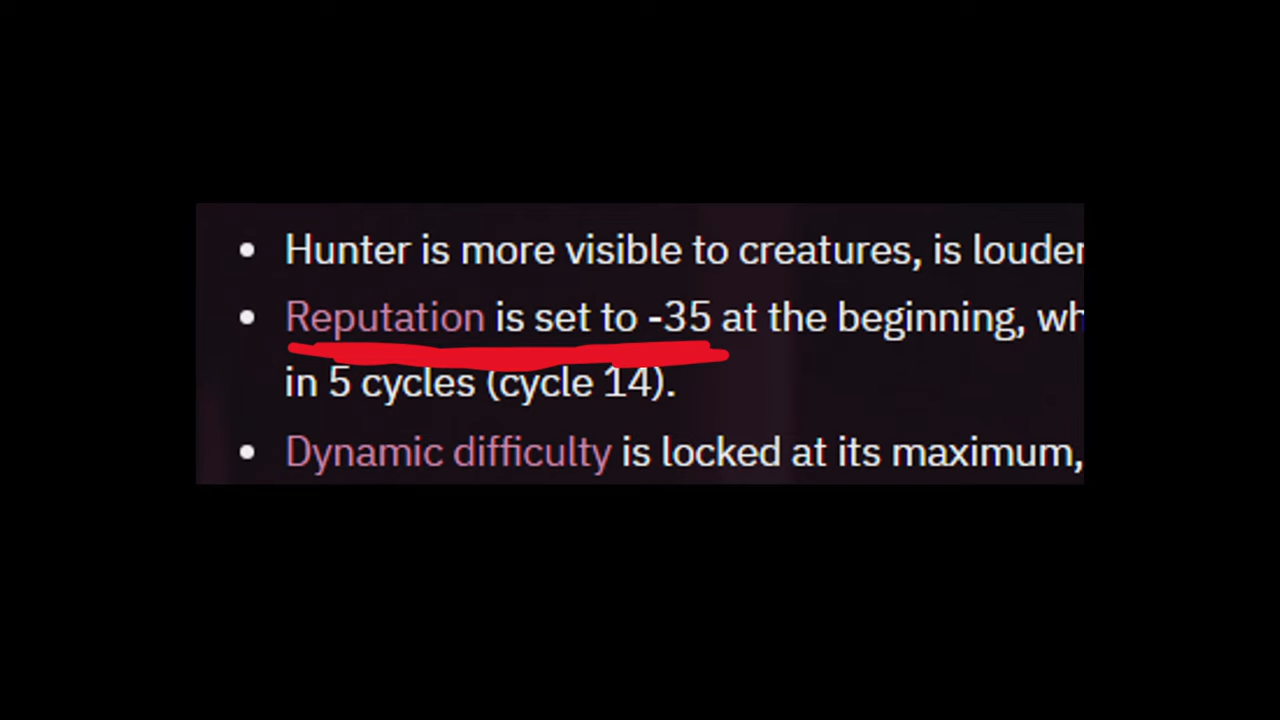 • Hunter is more visible to creatures, is louder
• Reputation is set to -35 at the beginning, wh
in 5 cycles (cycle 14).
• Dynamic difficulty is locked at its maximum,